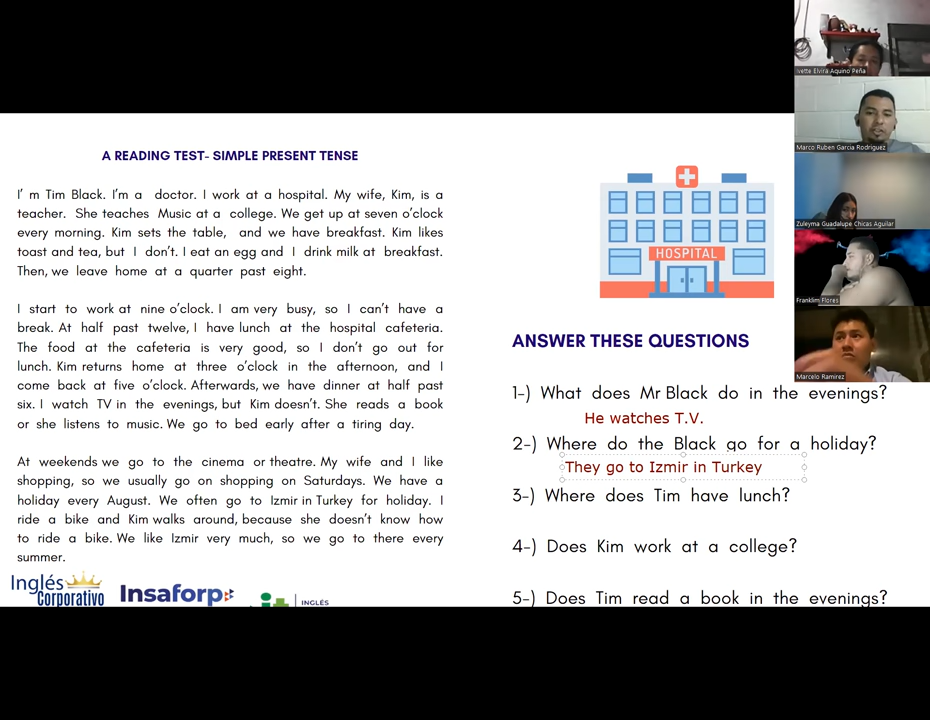 A READING TEST- SIMPLE PRESENT TENSE
I' m Tim Black. I'm a doctor. I work at a hospital. My wife, Kim, is a
teacher. She teaches Music at a college. We get up at seven o'clock
every morning. Kim sets the table, and we have breakfast. Kim likes
toast and tea, but I don't. I eat an egg and I drink milk at breakfast.
Then, we leave home at a quarter past eight.
I start to work at nine o'clock. I am very busy, so I can't have a
break. At half past twelve, I have lunch at the hospital cafeteria.
The food at the cafeteria is very good, so I don't go out for
lunch. Kim returns home at three o'clock in the afternoon, and I
come back at five o'clock. Afterwards, we have dinner at half past
six. I watch TV in the evenings, but Kim doesn't. She reads a book
or she listens to music. We go to bed early after a tiring day.
At weekends we go to the cinema or theatre. My wife and I like
shopping, so we usually go on shopping on Saturdays. We have a
holiday every August. We often go to Izmir in Turkey for holiday. I
ride a bike and Kim walks around, because she doesn't know how
to ride a bike. We like Izmir very much, so we go to there every
summer.
Inglés
Corporativo
Insaforp
it
INGLÉS
HOSPITAL
ANSWER THESE QUESTIONS
1-) What does Mr Black do in the evenings?
He watches T.V.
2-) Where do the Black go for a holiday?
They go to Izmir in Turkey
3-) Where does Tim have lunch?
4-) Does Kim work at a college?
5-) Does Tim read a book in the evenings?
Ivette Elvira Aquino Peña
Marco Ruben Garcia Rodriguez
Zuleyma Guadalupe Chicas Aguilar
Franklim Flores
Marcelo Ramirez